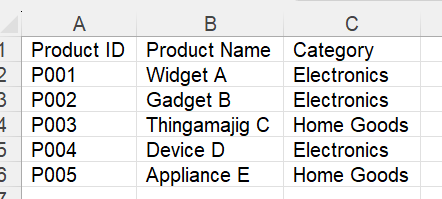 A B C
1 Product ID Product Name Category
2 P001 Widget A Electronics
3 P002 Gadget B Electronics
4 P003 Thingamajig C Home Goods
5 P004 Device D Electronics
6 P005 Appliance E Home Goods